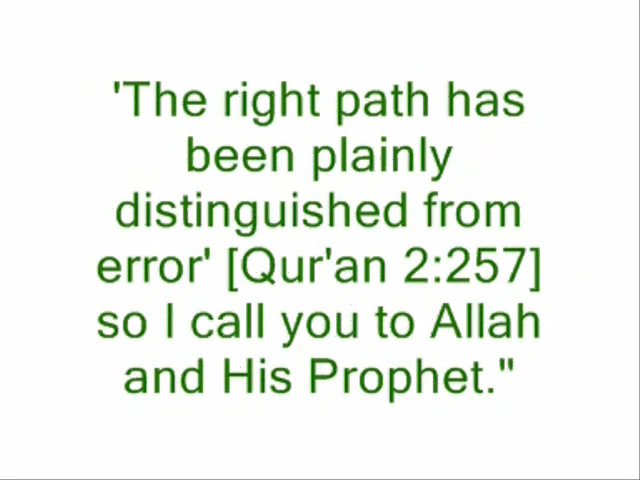 'The right path has
been plainly
distinguished from
error' [Qur'an 2:257]
so I call you to Allah
and His Prophet."